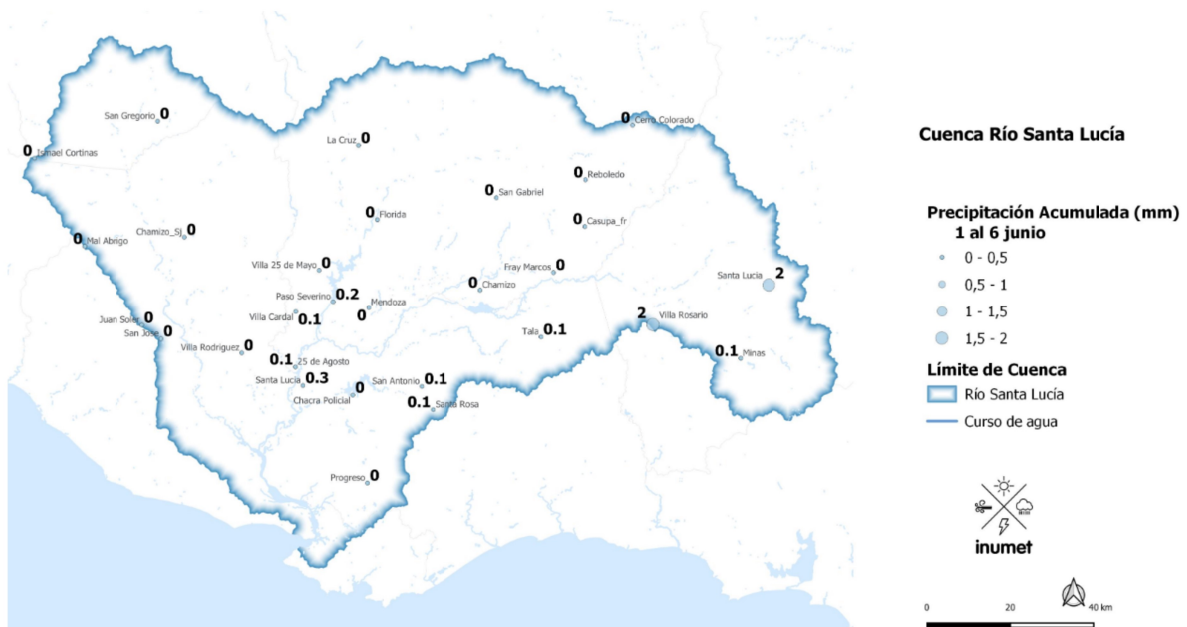 San Gregorio 0
0 Ismael Cortinas
La Cruz 0
0 Cerro Colorado
0 Reboledo
0 San Gabriel
0 Florida
0 Casupa_fr
Chamizo_SJ 0
0 Mal Abrigo
Villa 25 de Mayo 0
Fray Marcos 0
0 Chamizo
Santa Lucia 2
Paso Severino 0.2
Mendoza
0
Villa Cardal 0.1
2 Villa Rosario
Juan Soler 0
San Jose 0
Tala 0.1
Villa Rodriguez 0
0.1 Minas
0.1 25 de Agosto
Santa Lucia 0.3
San Antonio 0.1
Chacra Policial 0
0.1 Santa Rosa
Progreso 0
Cuenca Río Santa Lucía
Precipitación Acumulada (mm)
1 al 6 junio
0 - 0,5
0,5 - 1
1 - 1,5
1,5 - 2
Límite de Cuenca
Río Santa Lucía
Curso de agua
inumet
0 20 40 km